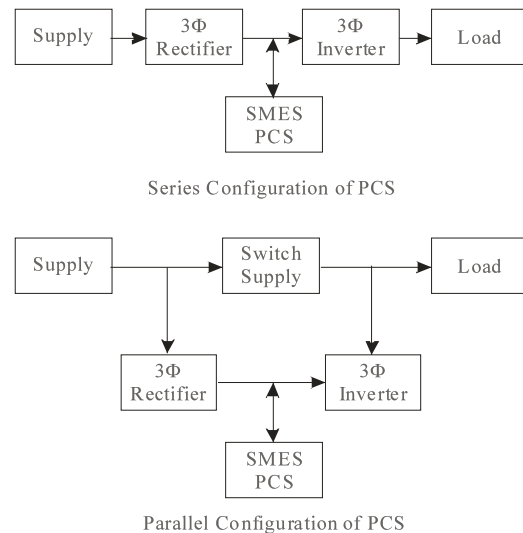 Supply
3Φ
Rectifier
3Φ
Inverter
Load
SMES
PCS
Series Configuration of PCS
Supply
Switch
Supply
Load
3Φ
Rectifier
3Φ
Inverter
SMES
PCS
Parallel Configuration of PCS